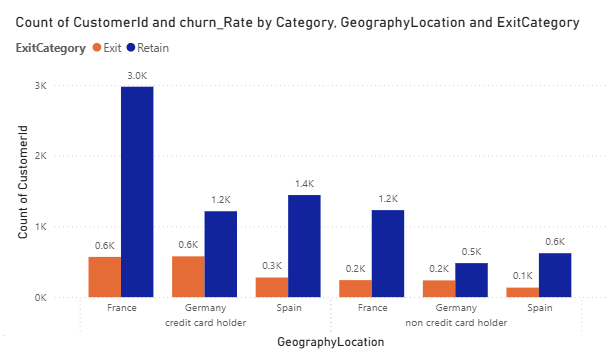 Count of CustomerId and churn_Rate by Category, GeographyLocation and ExitCategory
ExitCategory Exit Retain
Count of CustomerId
3K
2K
1K
0K
0.6K
3.0K
0.6K
1.2K
0.3K
1.4K
0.2K
1.2K
0.2K
0.5K
0.1K
0.6K
France Germany Spain France Germany Spain
credit card holder non credit card holder
GeographyLocation